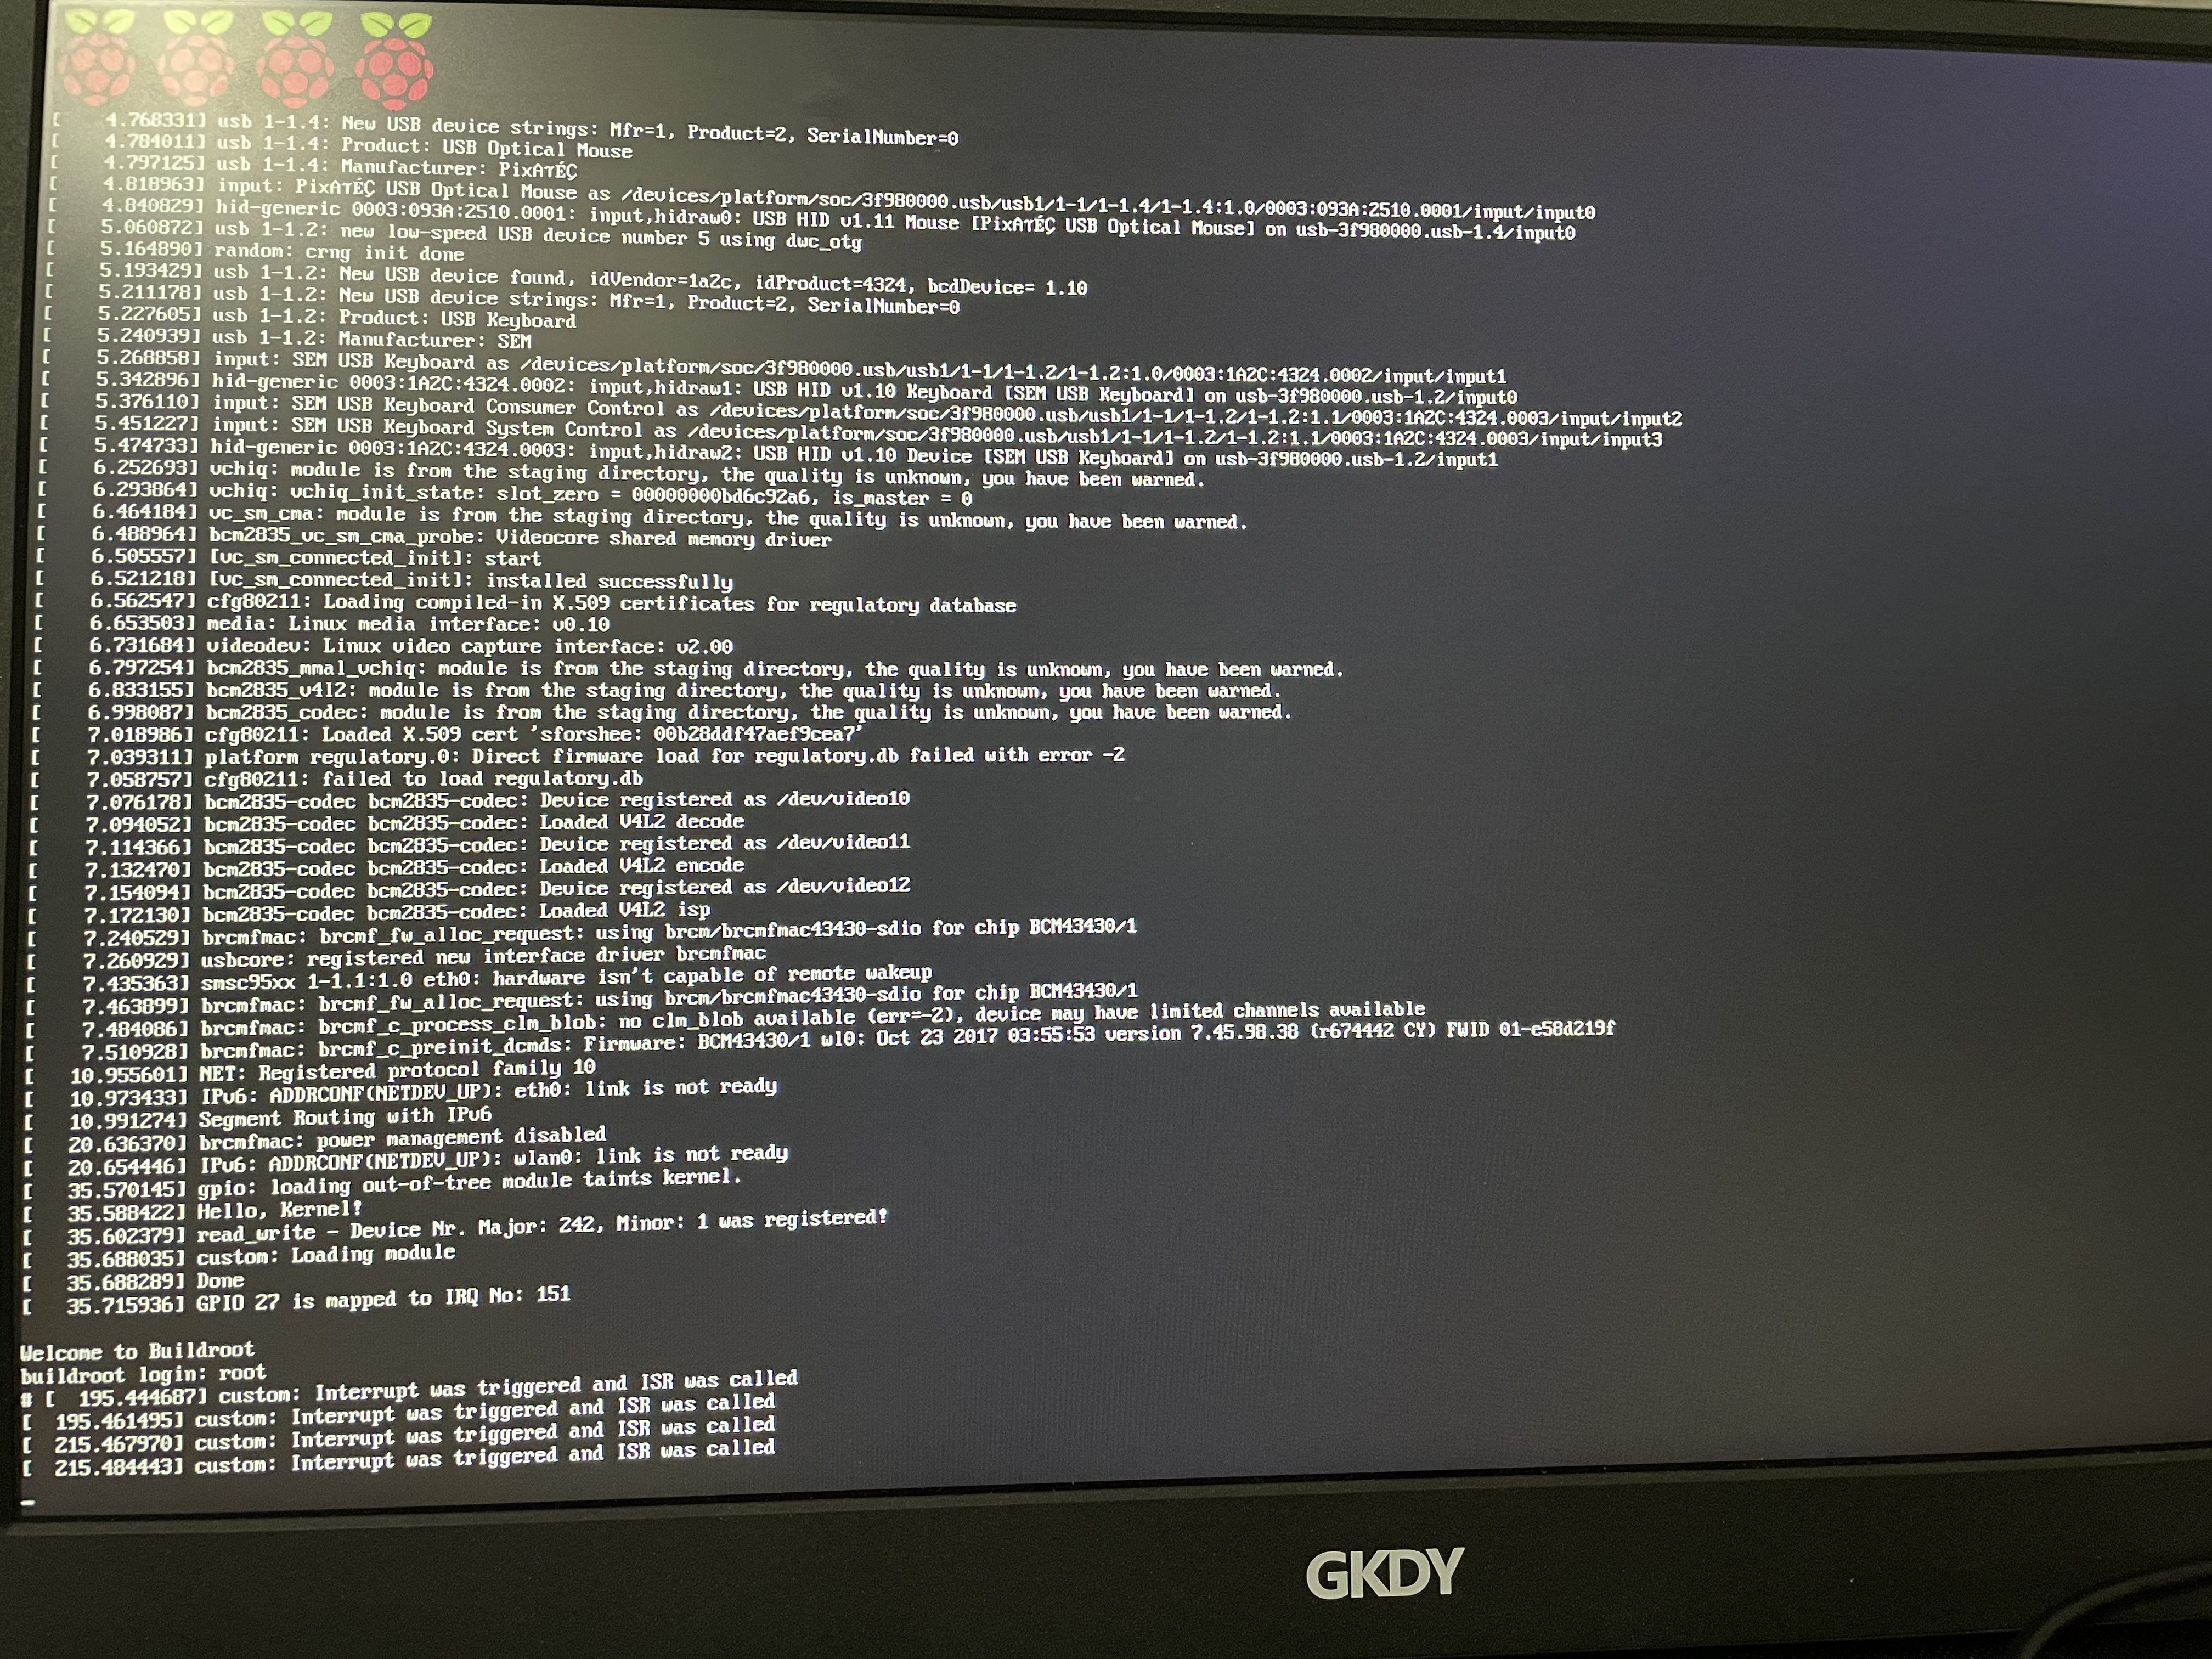 [    4.768331] usb 1-1.4: New USB device strings: Mfr=1, Product=2, SerialNumber=0
[    4.784011] usb 1-1.4: Product: USB Optical Mouse
[    4.797125] usb 1-1.4: Manufacturer: PixAᴛÉÇ
[    4.818963] input: PixAᴛÉÇ USB Optical Mouse as /devices/platform/soc/3f980000.usb/usb1/1-1/1-1.4/1-1.4:1.0/0003:093A:2510.0001/input/input0
[    4.840829] hid-generic 0003:093A:2510.0001: input,hidraw0: USB HID v1.11 Mouse [PixAᴛÉÇ USB Optical Mouse] on usb-3f980000.usb-1.4/input0
[    5.060872] usb 1-1.2: new low-speed USB device number 5 using dwc_otg
[    5.164890] random: crng init done
[    5.193429] usb 1-1.2: New USB device found, idVendor=1a2c, idProduct=4324, bcdDevice= 1.10
[    5.211178] usb 1-1.2: New USB device strings: Mfr=1, Product=2, SerialNumber=0
[    5.227605] usb 1-1.2: Product: USB Keyboard
[    5.240939] usb 1-1.2: Manufacturer: SEM
[    5.268858] input: SEM USB Keyboard as /devices/platform/soc/3f980000.usb/usb1/1-1/1-1.2/1-1.2:1.0/0003:1A2C:4324.0002/input/input1
[    5.342896] hid-generic 0003:1A2C:4324.0002: input,hidraw1: USB HID v1.10 Keyboard [SEM USB Keyboard] on usb-3f980000.usb-1.2/input0
[    5.376110] input: SEM USB Keyboard Consumer Control as /devices/platform/soc/3f980000.usb/usb1/1-1/1-1.2/1-1.2:1.1/0003:1A2C:4324.0003/input/input2
[    5.451227] input: SEM USB Keyboard System Control as /devices/platform/soc/3f980000.usb/usb1/1-1/1-1.2/1-1.2:1.1/0003:1A2C:4324.0003/input/input3
[    5.474733] hid-generic 0003:1A2C:4324.0003: input,hidraw2: USB HID v1.10 Device [SEM USB Keyboard] on usb-3f980000.usb-1.2/input1
[    6.252693] vchiq: module is from the staging directory, the quality is unknown, you have been warned.
[    6.293864] vchiq: vchiq_init_state: slot_zero = 00000000bd6c92a6, is_master = 0
[    6.464184] vc_sm_cma: module is from the staging directory, the quality is unknown, you have been warned.
[    6.488964] bcm2835_vc_sm_cma_probe: Videocore shared memory driver
[    6.505557] [vc_sm_connected_init]: start
[    6.521218] [vc_sm_connected_init]: installed successfully
[    6.562547] cfg80211: Loading compiled-in X.509 certificates for regulatory database
[    6.653503] media: Linux media interface: v0.10
[    6.731684] videodev: Linux video capture interface: v2.00
[    6.797254] bcm2835_mmal_vchiq: module is from the staging directory, the quality is unknown, you have been warned.
[    6.833155] bcm2835_v4l2: module is from the staging directory, the quality is unknown, you have been warned.
[    6.998087] bcm2835_codec: module is from the staging directory, the quality is unknown, you have been warned.
[    7.018986] cfg80211: Loaded X.509 cert 'sforshee: 00b28ddf47aef9cea7'
[    7.039311] platform regulatory.0: Direct firmware load for regulatory.db failed with error -2
[    7.058757] cfg80211: failed to load regulatory.db
[    7.076178] bcm2835-codec bcm2835-codec: Device registered as /dev/video10
[    7.094052] bcm2835-codec bcm2835-codec: Loaded V4L2 decode
[    7.114366] bcm2835-codec bcm2835-codec: Device registered as /dev/video11
[    7.132470] bcm2835-codec bcm2835-codec: Loaded V4L2 encode
[    7.154094] bcm2835-codec bcm2835-codec: Device registered as /dev/video12
[    7.172130] bcm2835-codec bcm2835-codec: Loaded V4L2 isp
[    7.240529] brcmfmac: brcmf_fw_alloc_request: using brcm/brcmfmac43430-sdio for chip BCM43430/1
[    7.260929] usbcore: registered new interface driver brcmfmac
[    7.435363] smsc95xx 1-1.1:1.0 eth0: hardware isn't capable of remote wakeup
[    7.463899] brcmfmac: brcmf_fw_alloc_request: using brcm/brcmfmac43430-sdio for chip BCM43430/1
[    7.484086] brcmfmac: brcmf_c_process_clm_blob: no clm_blob available (err=-2), device may have limited channels available
[    7.510928] brcmfmac: brcmf_c_preinit_dcmds: Firmware: BCM43430/1 wl0: Oct 23 2017 03:55:53 version 7.45.98.38 (r674442 CY) FWID 01-e58d219f
[   10.955601] NET: Registered protocol family 10
[   10.973433] IPv6: ADDRCONF(NETDEV_UP): eth0: link is not ready
[   10.991274] Segment Routing with IPv6
[   20.636370] brcmfmac: power management disabled
[   20.654446] IPv6: ADDRCONF(NETDEV_UP): wlan0: link is not ready
[   35.570145] gpio: loading out-of-tree module taints kernel.
[   35.588422] Hello, Kernel!
[   35.602379] read_write - Device Nr. Major: 242, Minor: 1 was registered!
[   35.688035] custom: Loading module
[   35.688289] Done
[   35.715936] GPIO 27 is mapped to IRQ No: 151
Welcome to Buildroot
buildroot login: root
# [  195.444687] custom: Interrupt was triggered and ISR was called
[  195.461495] custom: Interrupt was triggered and ISR was called
[  215.467970] custom: Interrupt was triggered and ISR was called
[  215.484443] custom: Interrupt was triggered and ISR was called
GKDY